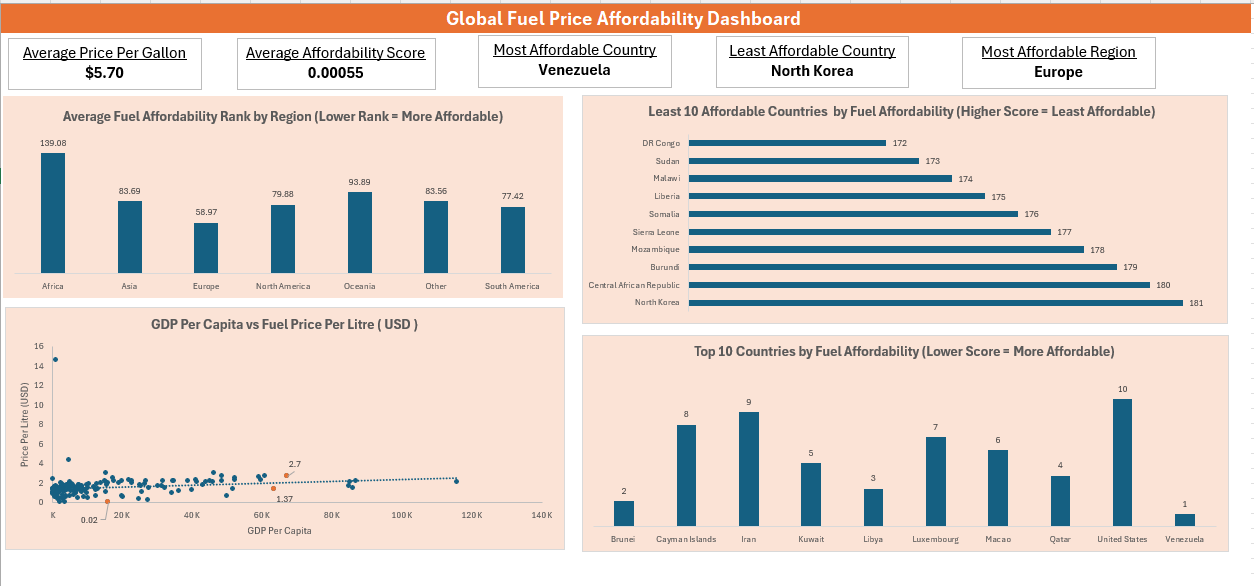 Global Fuel Price Affordability Dashboard
Average Price Per Gallon
$5.70
Average Affordability Score
0.00055
Most Affordable Country
Venezuela
Least Affordable Country
North Korea
Most Affordable Region
Europe
Average Fuel Affordability Rank by Region (Lower Rank = More Affordable)
139.08
83.69
58.97
79.88
93.89
83.56
77.42
Africa
Asia
Europe
North America
Oceania
Other
South America
Least 10 Affordable Countries by Fuel Affordability (Higher Score = Least Affordable)
DR Congo 172
Sudan 173
Malawi 174
Liberia 175
Somalia 176
Sierra Leone 177
Mozambique 178
Burundi 179
Central African Republic 180
North Korea 181
GDP Per Capita vs Fuel Price Per Litre ( USD )
Price Per Litre (USD)
16
14
12
10
8
6
4
2
0
2.7
1.37
0.02
K 20 K 40 K 60 K 80 K 100 K 120 K 140 K
GDP Per Capita
Top 10 Countries by Fuel Affordability (Lower Score = More Affordable)
2
8
9
5
3
7
6
4
10
1
Brunei
Cayman Islands
Iran
Kuwait
Libya
Luxembourg
Macao
Qatar
United States
Venezuela